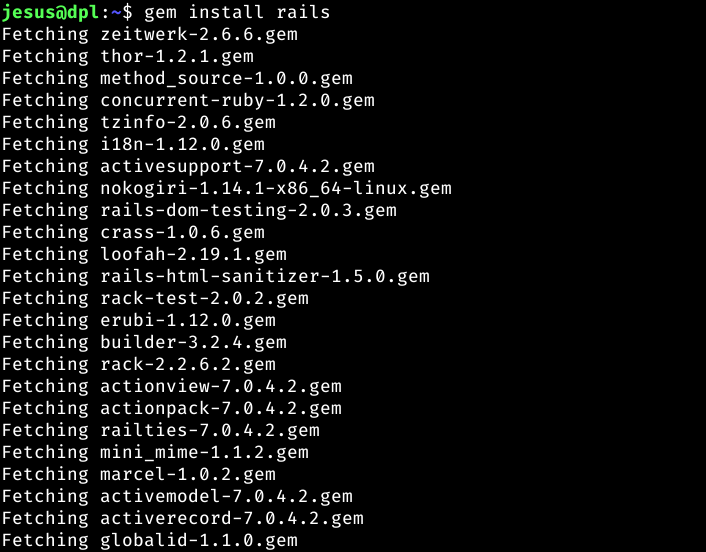 jesus@dpl:~$ gem install rails
Fetching zeitwerk-2.6.6.gem
Fetching thor-1.2.1.gem
Fetching method_source-1.0.0.gem
Fetching concurrent-ruby-1.2.0.gem
Fetching tzinfo-2.0.6.gem
Fetching i18n-1.12.0.gem
Fetching activesupport-7.0.4.2.gem
Fetching nokogiri-1.14.1-x86_64-linux.gem
Fetching rails-dom-testing-2.0.3.gem
Fetching crass-1.0.6.gem
Fetching loofah-2.19.1.gem
Fetching rails-html-sanitizer-1.5.0.gem
Fetching rack-test-2.0.2.gem
Fetching erubi-1.12.0.gem
Fetching builder-3.2.4.gem
Fetching rack-2.2.6.2.gem
Fetching actionview-7.0.4.2.gem
Fetching actionpack-7.0.4.2.gem
Fetching railties-7.0.4.2.gem
Fetching mini_mime-1.1.2.gem
Fetching marcel-1.0.2.gem
Fetching activemodel-7.0.4.2.gem
Fetching activerecord-7.0.4.2.gem
Fetching globalid-1.1.0.gem